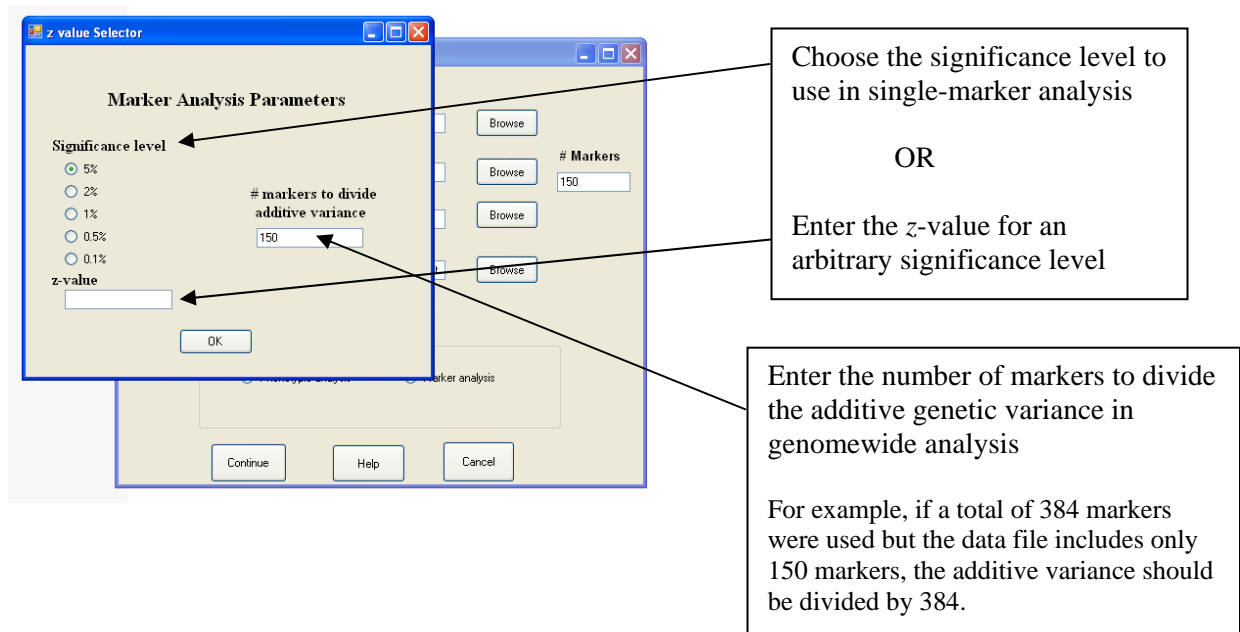 z value Selector
Marker Analysis Parameters
Significance level
5%
2%
1%
0.5%
0.1%
z-value
# markers to divide
additive variance
150
OK
Browse
Browse
Browse
Browse
# Markers
150
analysis
Continue
Help
Cancel
Choose the significance level to
use in single-marker analysis
OR
Enter the z-value for an
arbitrary significance level
Enter the number of markers to divide
the additive genetic variance in
genomewide analysis
For example, if a total of 384 markers
were used but the data file includes only
150 markers, the additive variance should
be divided by 384.